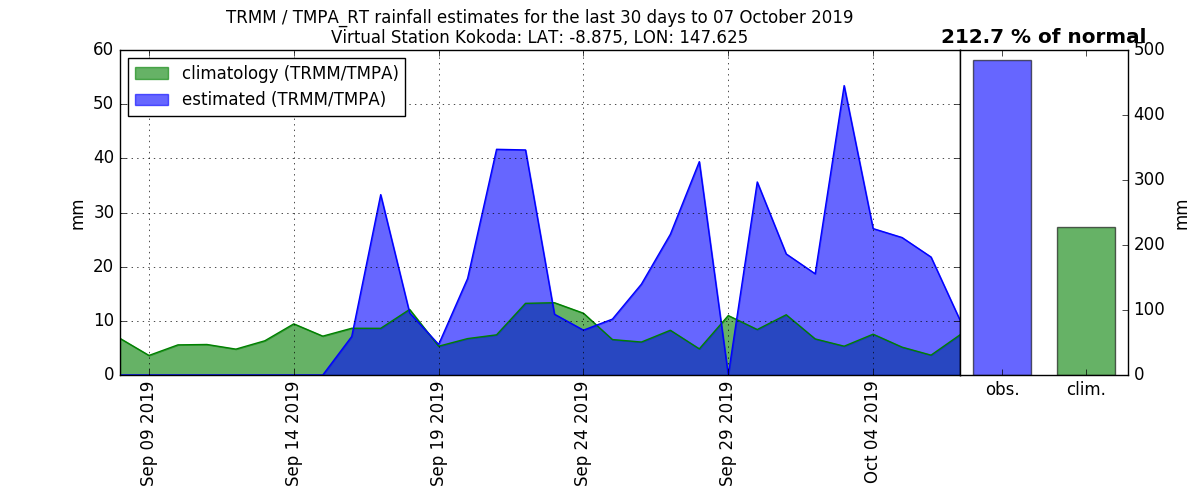 TRMM / TMPA_RT rainfall estimates for the last 30 days to 07 October 2019
Virtual Station Kokoda: LAT: -8.875, LON: 147.625
212.7 % of normal
climatology (TRMM/TMPA)
estimated (TRMM/TMPA)
60
50
40
30
20
10
0
mm
Sep 09 2019
Sep 14 2019
Sep 19 2019
Sep 24 2019
Sep 29 2019
Oct 04 2019
500
400
300
200
100
0
mm
obs.
clim.